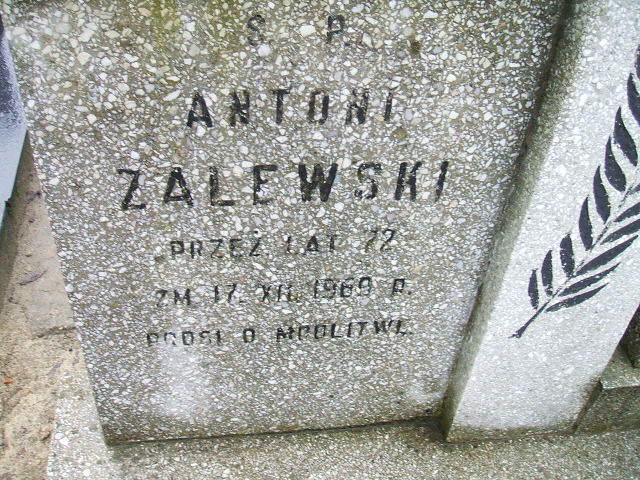 Ś. P.
ANTONI
ZALEWSKI
PRZEŻ. LAT 72
ZM. 17. XII. 1969 R.
PROSI O MODLITWĘ.